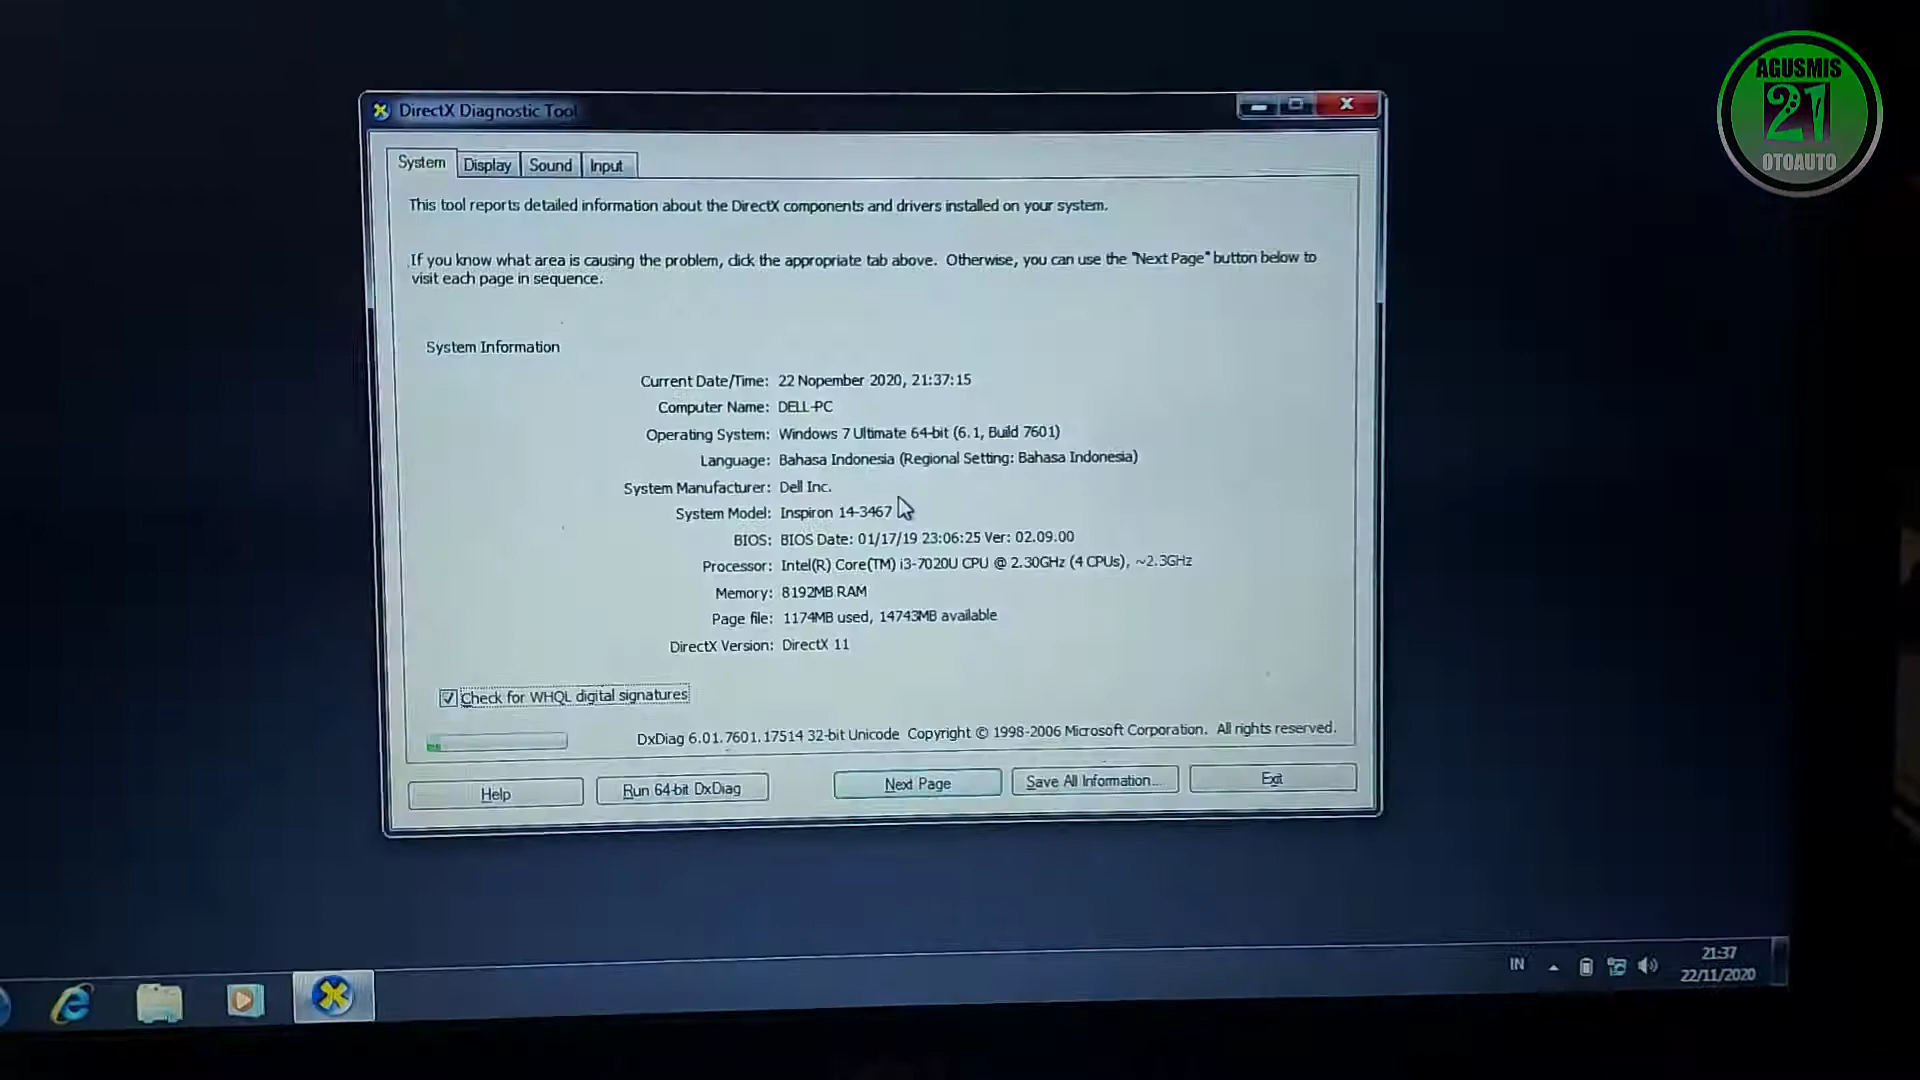 AGUSMIS
21
OTOAUTO
DirectX Diagnostic Tool
System Display Sound Input
This tool reports detailed information about the DirectX components and drivers installed on your system.
If you know what area is causing the problem, click the appropriate tab above. Otherwise, you can use the "Next Page" button below to
visit each page in sequence.
System Information
Current Date/Time: 22 Nopember 2020, 21:37:15
Computer Name: DELL-PC
Operating System: Windows 7 Ultimate 64-bit (6.1, Build 7601)
Language: Bahasa Indonesia (Regional Setting: Bahasa Indonesia)
System Manufacturer: Dell Inc.
System Model: Inspiron 14-3467
BIOS: BIOS Date: 01/17/19 23:06:25 Ver: 02.09.00
Processor: Intel(R) Core(TM) i3-7020U CPU @ 2.30GHz (4 CPUs), ~2.3GHz
Memory: 8192MB RAM
Page file: 1174MB used, 14743MB available
DirectX Version: DirectX 11
Check for WHQL digital signatures
DxDiag 6.01.7601.17514 32-bit Unicode Copyright © 1998-2006 Microsoft Corporation. All rights reserved.
Help Run 64-bit DxDiag Next Page Save All Information... Exit
IN 21:37
22/11/2020